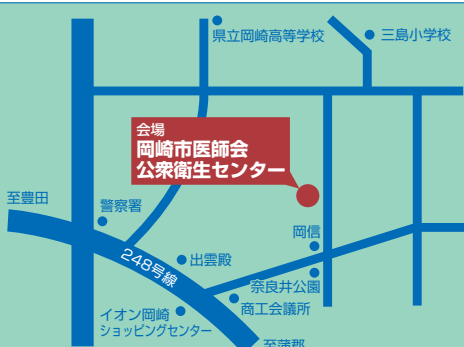 県立岡崎高等学校
三島小学校
会場
岡崎市医師会
公衆衛生センター
至豊田
警察署
岡信
248号線
出雲殿
奈良井公園
商工会議所
イオン岡崎
ショッピングセンター
至蒲郡